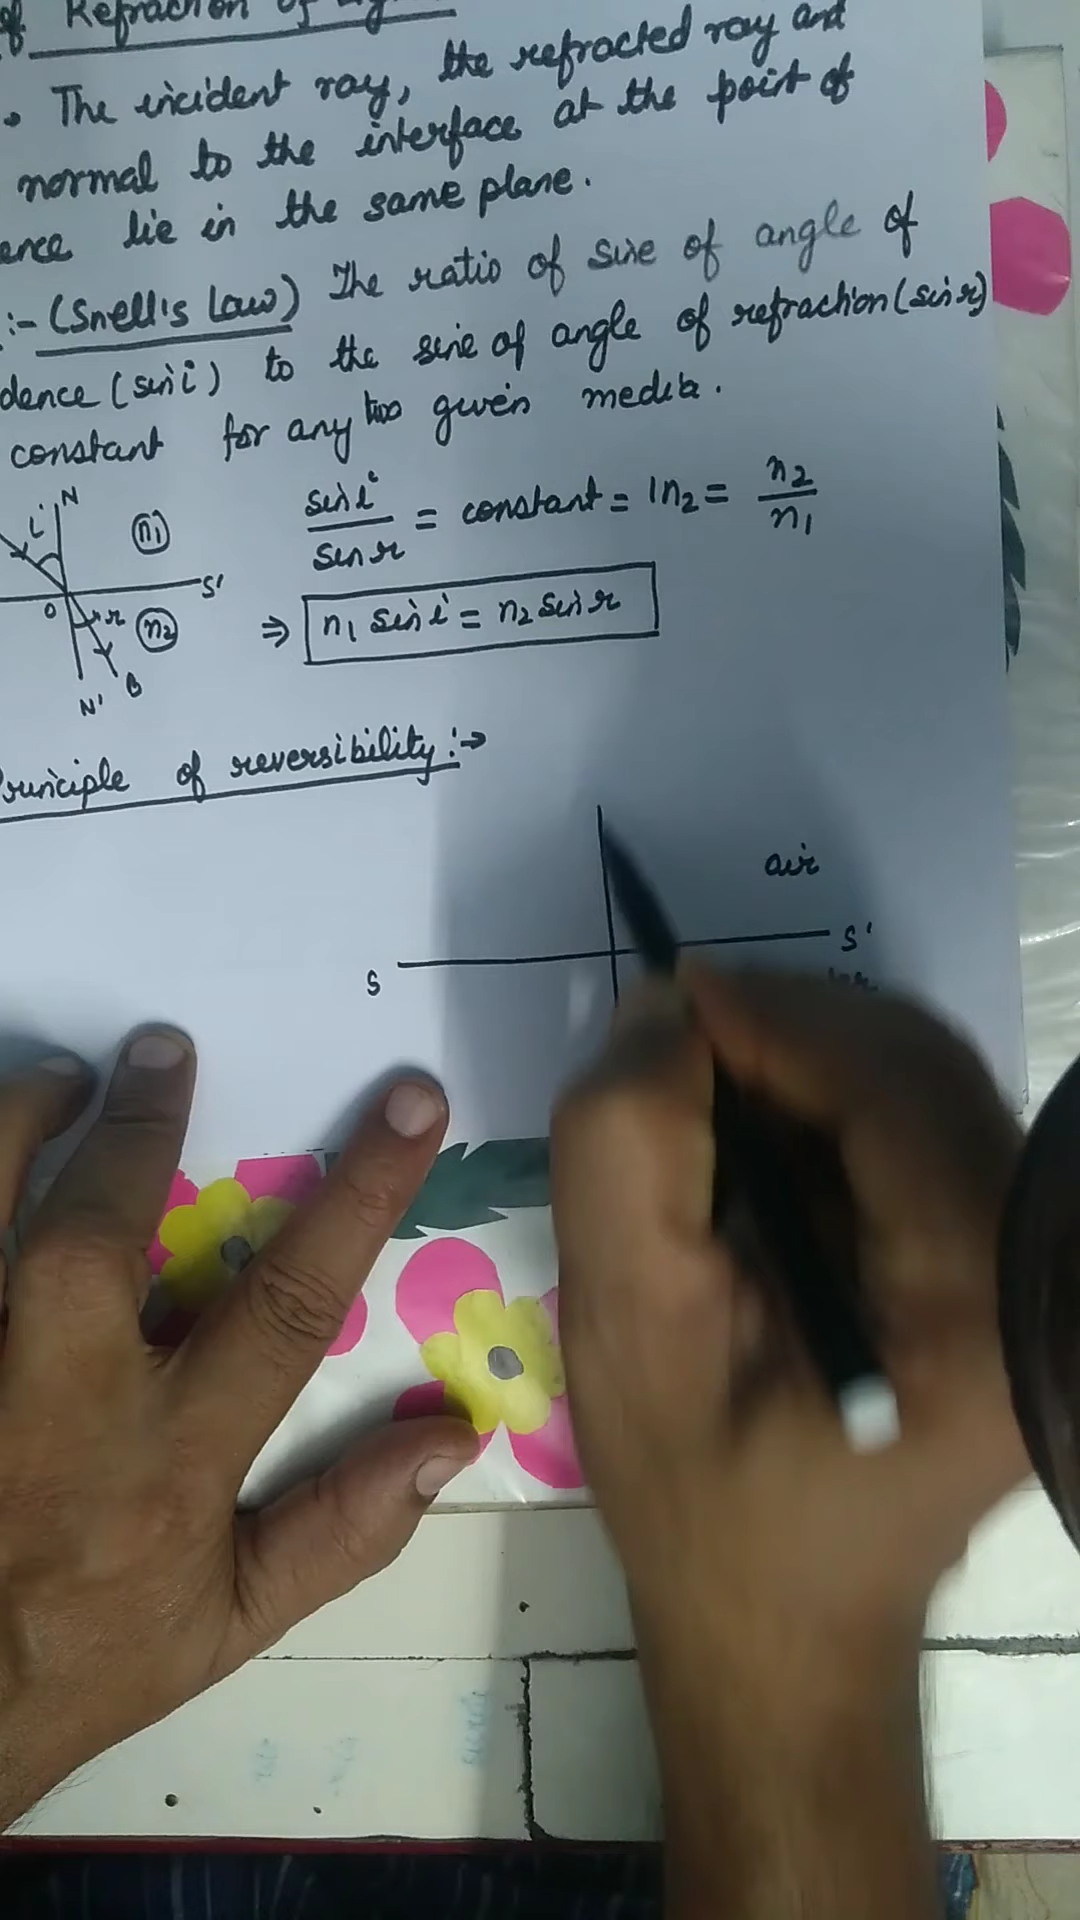 of Refraction of
. The incident ray, the refracted ray and
normal to the interface at the point of
ence lie in the same plane.
:- (Snell's Law) The ratio of sine of angle of
dence (sin i) to the sine of angle of refraction (sin r)
constant for any two given media.
N
i
n1
S'
O
r
n2
N'
B
sin i / sin r = constant = 1n2 = n2 / n1
⇒ n1 sin i = n2 sin r
Principle of reversibility :→
air
S
S'